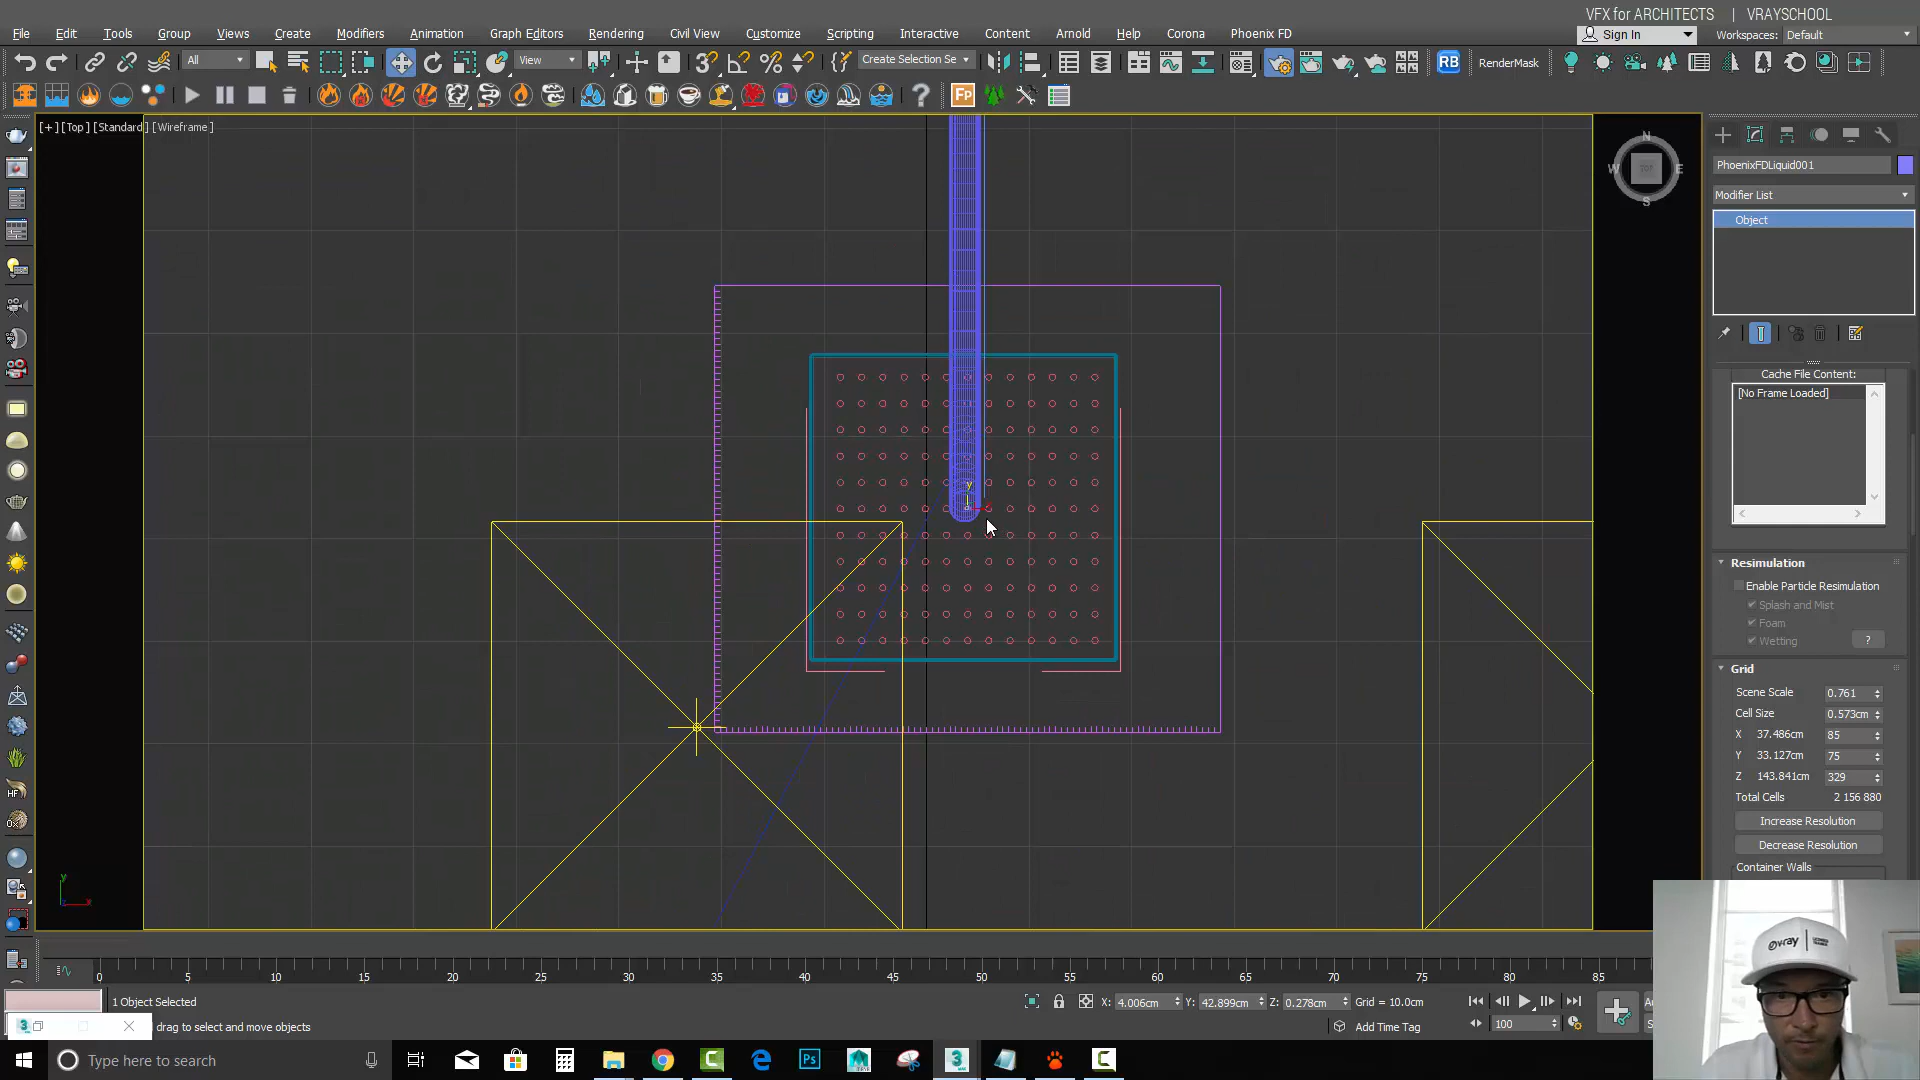 VFX for ARCHITECTS | VRAYSCHOOL
File Edit Tools Group Views Create Modifiers Animation Graph Editors Rendering Civil View Customize Scripting Interactive Content Arnold Help Corona Phoenix FD
Sign In Workspaces: Default
All View Create Selection Se RenderMask
RB
Fp
[+] [Top] [Standard] [Wireframe]
N
W E
S
PhoenixFDLiquid001
Modifier List
Object
Cache File Content:
[No Frame Loaded]
Resimulation
Enable Particle Resimulation
Splash and Mist
Foam
Wetting ?
Grid
Scene Scale 0.761
Cell Size 0.573cm
X 37.486cm 85
Y 33.127cm 75
Z 143.841cm 329
Total Cells 2 156 880
Increase Resolution
Decrease Resolution
Container Walls
y
x
0 5 10 15 20 25 30 35 40 45 50 55 60 65 70 75 80 85
1 Object Selected X: 4.006cm Y: 42.899cm Z: 0.278cm Grid = 10.0cm
drag to select and move objects Add Time Tag 100
Type here to search
Ps
3
vray